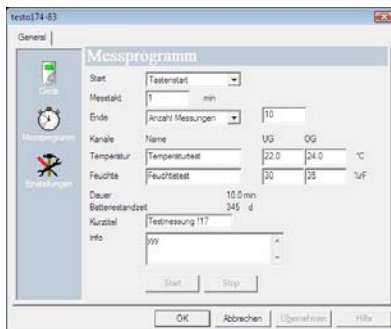 testo174-83
General
Messprogramm
Gerät
Messprogramm
Einstellungen
Start Tastenstart
Messtakt 1 min
Ende Anzahl Messungen 10
Kanäle Name UG OG
Temperatur Temperaturtest 22.0 24.0 °C
Feuchte Feuchtetest 30 35 %rF
Dauer 10.0 min
Batteriestandzeit 345 d
Kurztitel Testmessung !17
Info yyy
Start Stop
OK Abbrechen Übernehmen Hilfe